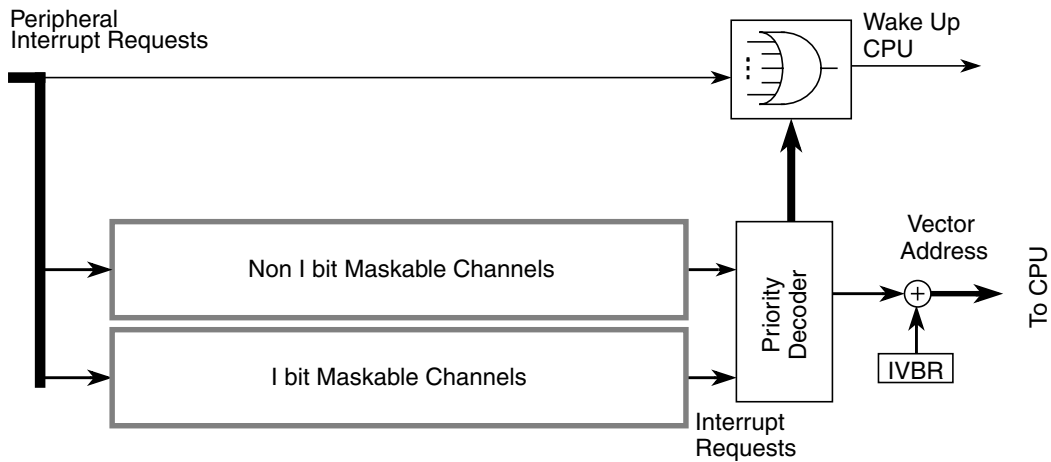 Peripheral
Interrupt Requests
Wake Up
CPU
Non I bit Maskable Channels
I bit Maskable Channels
Interrupt
Requests
Priority
Decoder
Vector
Address
+
IVBR
To CPU